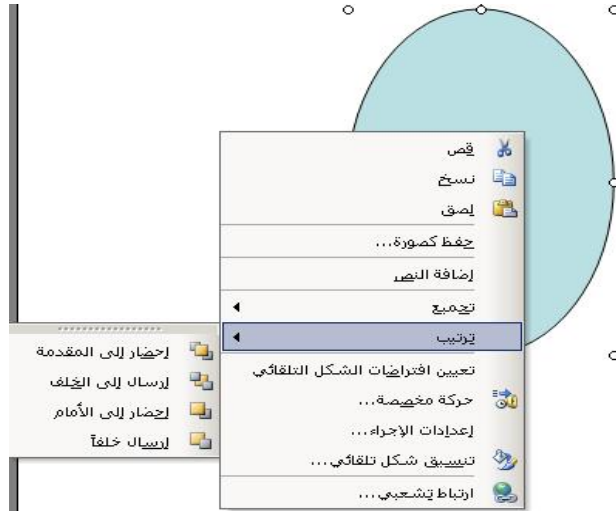 قص
نسخ
لصق
حفظ كصورة...
إضافة النص
تجميع
ترتيب
تعيين افتراضات الشكل التلقائي
حركة مخصصة...
إعدادات الإجراء...
تنسيق شكل تلقائي...
ارتباط تشعبي...
إحضار إلى المقدمة
إرسال إلى الخلف
إحضار إلى الأمام
إرسال خلفاً